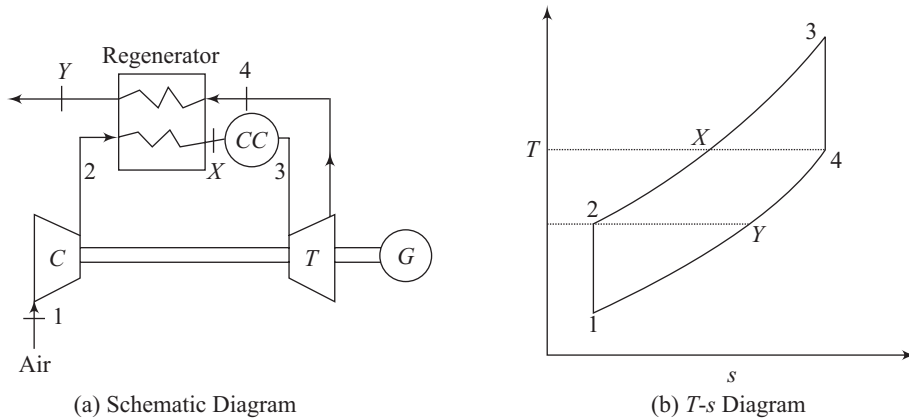 Regenerator
Y
4
CC
X
2
3
C
T
G
1
Air
(a) Schematic Diagram
3
X
T
4
2
Y
1
s
(b) T-s Diagram